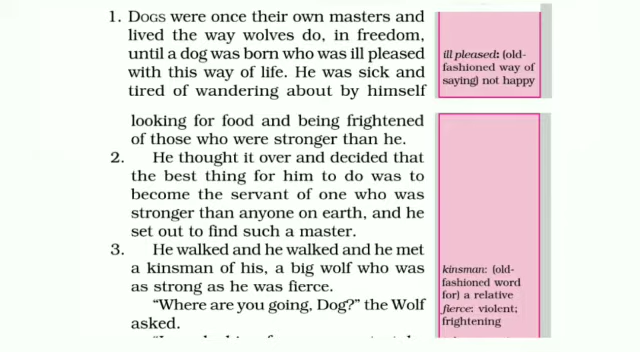 1. DOGS were once their own masters and
lived the way wolves do, in freedom,
until a dog was born who was ill pleased
with this way of life. He was sick and
tired of wandering about by himself
ill pleased: (old-
fashioned way of
saying) not happy
looking for food and being frightened
of those who were stronger than he.
2. He thought it over and decided that
the best thing for him to do was to
become the servant of one who was
stronger than anyone on earth, and he
set out to find such a master.
3. He walked and he walked and he met
a kinsman of his, a big wolf who was
as strong as he was fierce.
"Where are you going, Dog?" the Wolf
asked.
kinsman: (old-
fashioned word
for) a relative
fierce: violent;
frightening